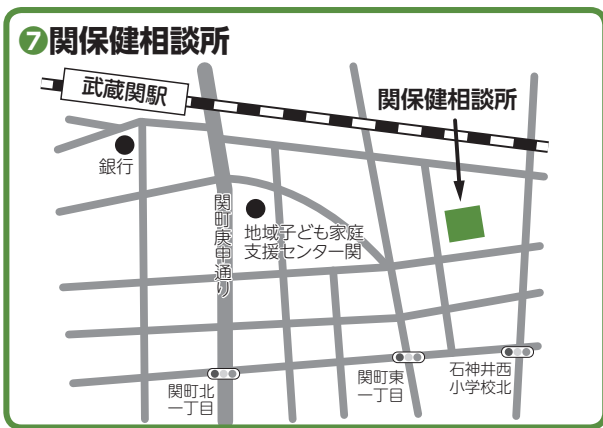 ❼関保健相談所
武蔵関駅
関保健相談所
銀行
関町庚申通り
地域子ども家庭
支援センター関
関町北
一丁目
関町東
一丁目
石神井西
小学校北